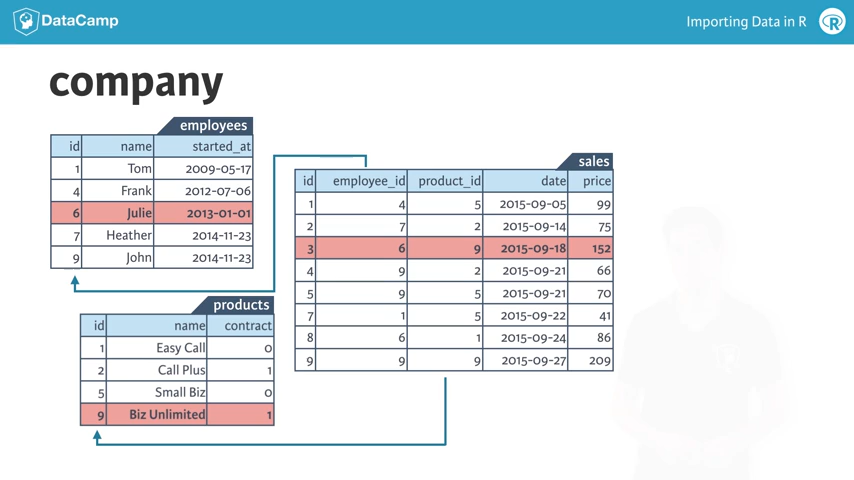 DataCamp
Importing Data in R
R
company
employees
id name started_at
1 Tom 2009-05-17
4 Frank 2012-07-06
6 Julie 2013-01-01
7 Heather 2014-11-23
9 John 2014-11-23
sales
id employee_id product_id date price
1 4 5 2015-09-05 99
2 7 2 2015-09-14 75
3 6 9 2015-09-18 152
4 9 2 2015-09-21 66
5 9 5 2015-09-21 70
7 1 5 2015-09-22 41
8 6 1 2015-09-24 86
9 9 9 2015-09-27 209
products
id name contract
1 Easy Call 0
2 Call Plus 1
5 Small Biz 0
9 Biz Unlimited 1